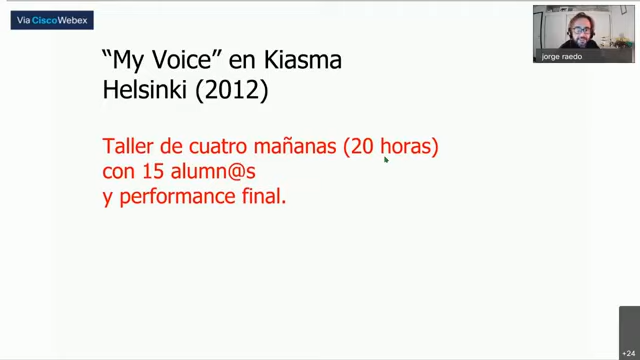 Via CiscoWebex
jorge raedo
“My Voice” en Kiasma
Helsinki (2012)
Taller de cuatro mañanas (20 horas)
con 15 alumn@s
y performance final.
+24